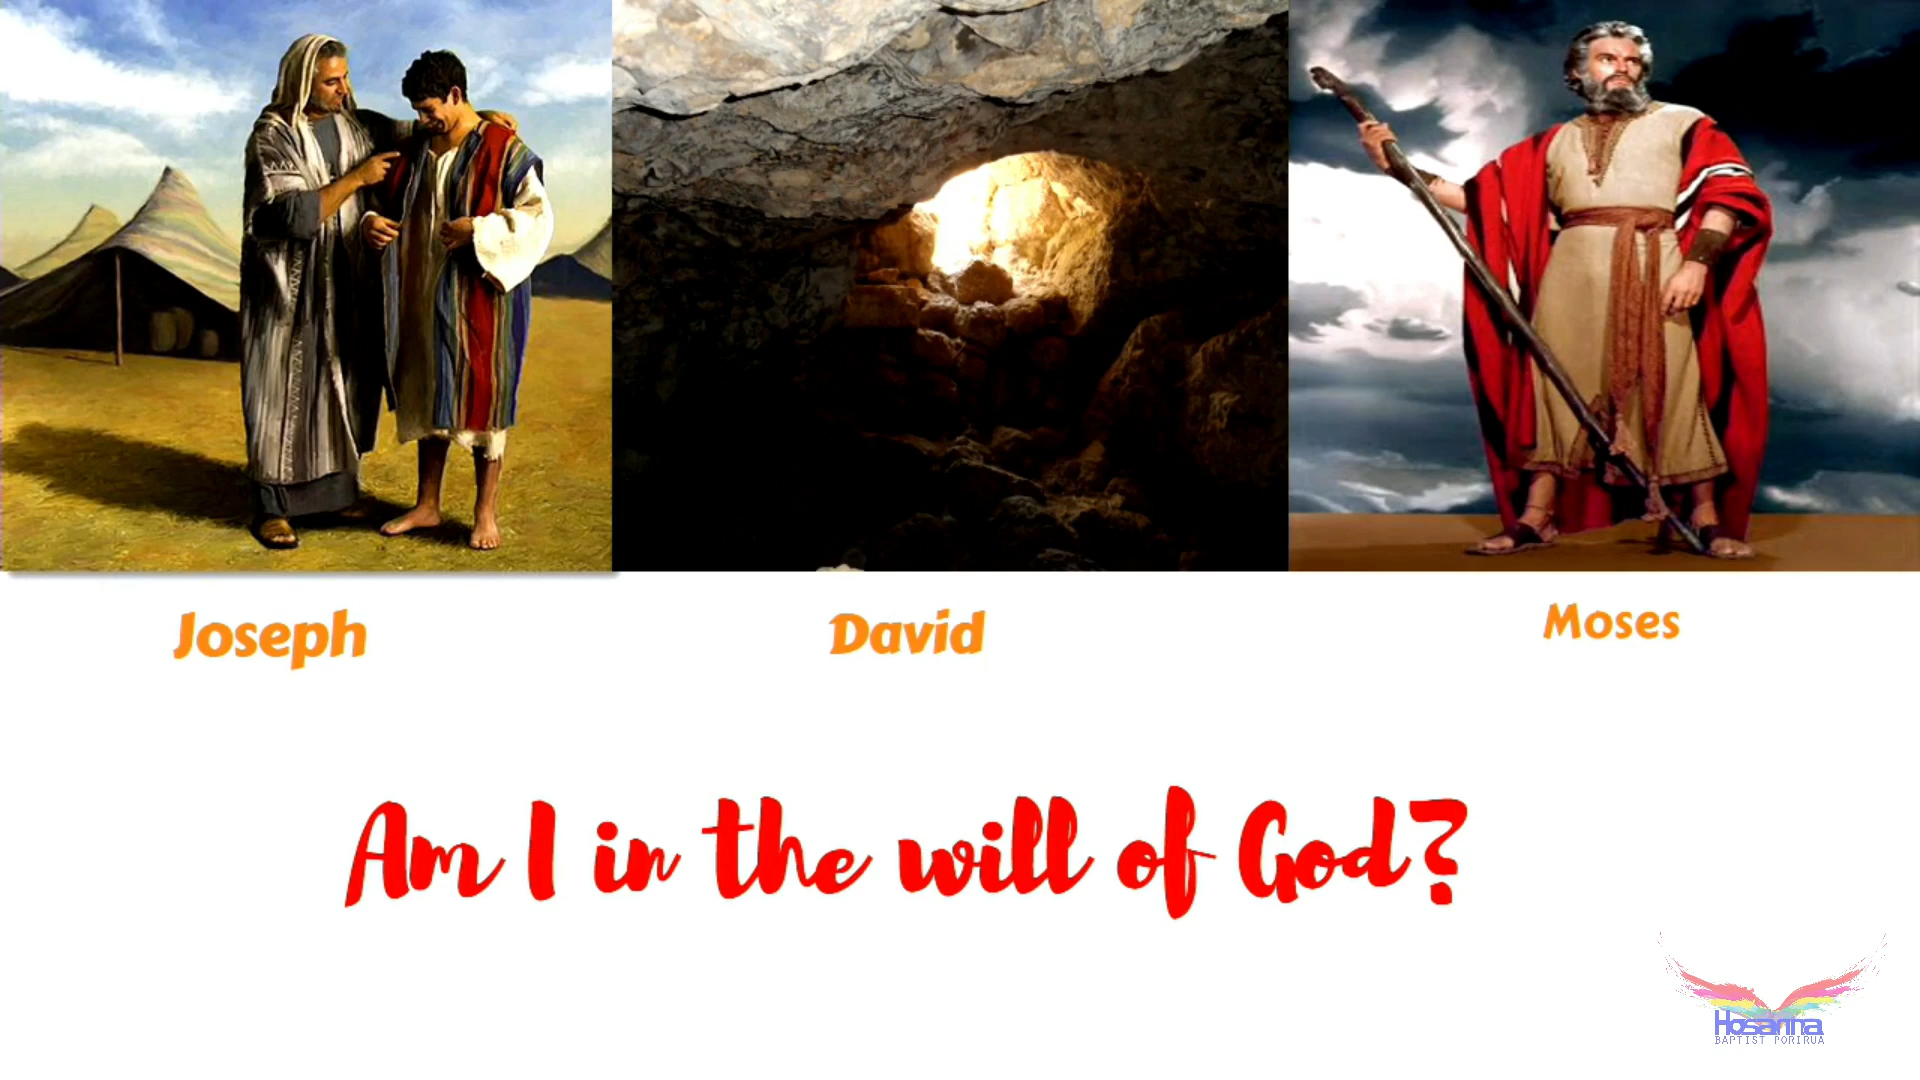 Joseph
David
Moses
Am I in the will of God?
Hosanna
BAPTIST PORIRUA